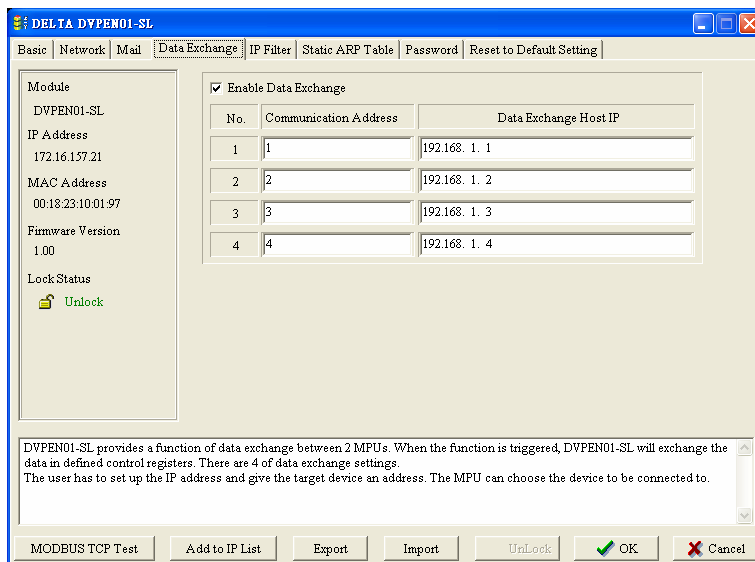 DELTA DVPEN01-SL
Basic Network Mail Data Exchange IP Filter Static ARP Table Password Reset to Default Setting
Module
DVPEN01-SL
IP Address
172.16.157.21
MAC Address
00:18:23:10:01:97
Firmware Version
1.00
Lock Status
Unlock
Enable Data Exchange
No. Communication Address Data Exchange Host IP
1 1 192.168. 1. 1
2 2 192.168. 1. 2
3 3 192.168. 1. 3
4 4 192.168. 1. 4
DVPEN01-SL provides a function of data exchange between 2 MPUs. When the function is triggered, DVPEN01-SL will exchange the
data in defined control registers. There are 4 of data exchange settings.
The user has to set up the IP address and give the target device an address. The MPU can choose the device to be connected to.
MODBUS TCP Test Add to IP List Export Import UnLock OK Cancel